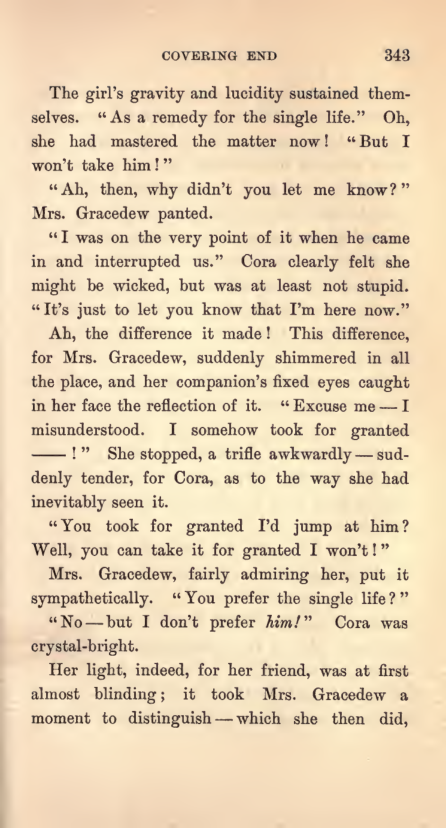 COVERING END 343
The girl's gravity and lucidity sustained them-
selves. "As a remedy for the single life." Oh,
she had mastered the matter now! "But I
won't take him!"
"Ah, then, why didn't you let me know?"
Mrs. Gracedew panted.
"I was on the very point of it when he came
in and interrupted us." Cora clearly felt she
might be wicked, but was at least not stupid.
"It's just to let you know that I'm here now."
Ah, the difference it made! This difference,
for Mrs. Gracedew, suddenly shimmered in all
the place, and her companion's fixed eyes caught
in her face the reflection of it. "Excuse me — I
misunderstood. I somehow took for granted
—— !" She stopped, a trifle awkwardly — sud-
denly tender, for Cora, as to the way she had
inevitably seen it.
"You took for granted I'd jump at him?
Well, you can take it for granted I won't!"
Mrs. Gracedew, fairly admiring her, put it
sympathetically. "You prefer the single life?"
"No — but I don't prefer him!" Cora was
crystal-bright.
Her light, indeed, for her friend, was at first
almost blinding; it took Mrs. Gracedew a
moment to distinguish — which she then did,